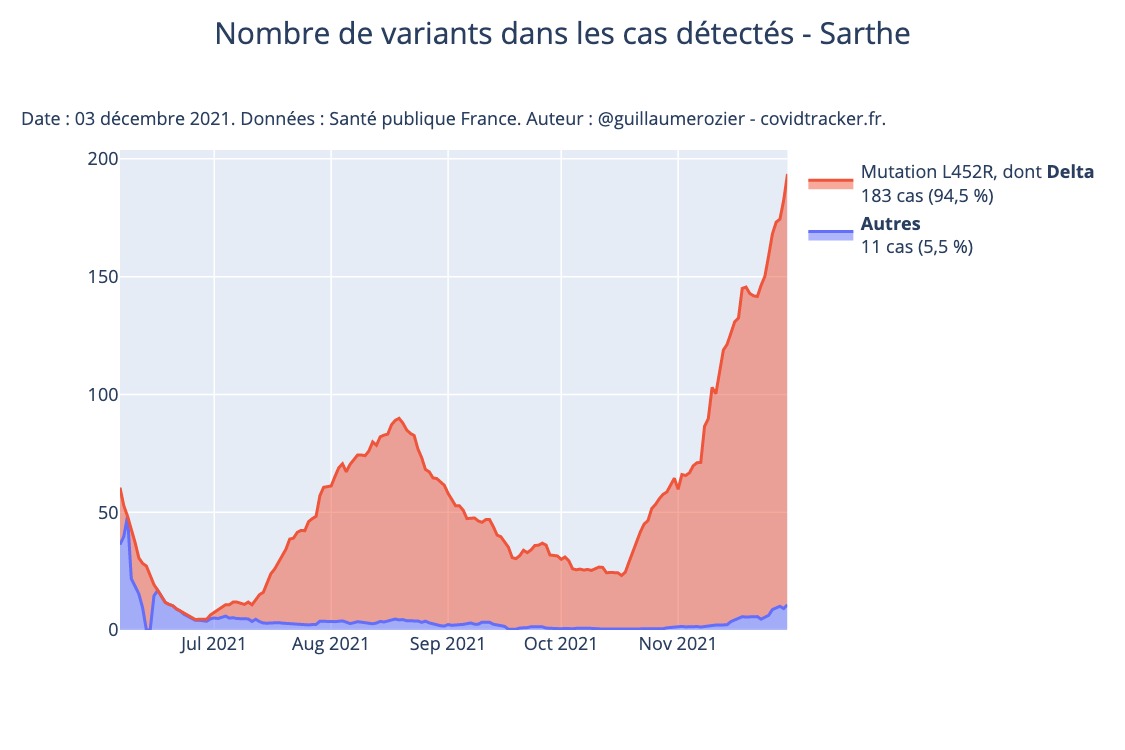 Nombre de variants dans les cas détectés - Sarthe
Date : 03 décembre 2021. Données : Santé publique France. Auteur : @guillaumerozier - covidtracker.fr.
200
150
100
50
0
Jul 2021
Aug 2021
Sep 2021
Oct 2021
Nov 2021
Mutation L452R, dont Delta
183 cas (94,5 %)
Autres
11 cas (5,5 %)